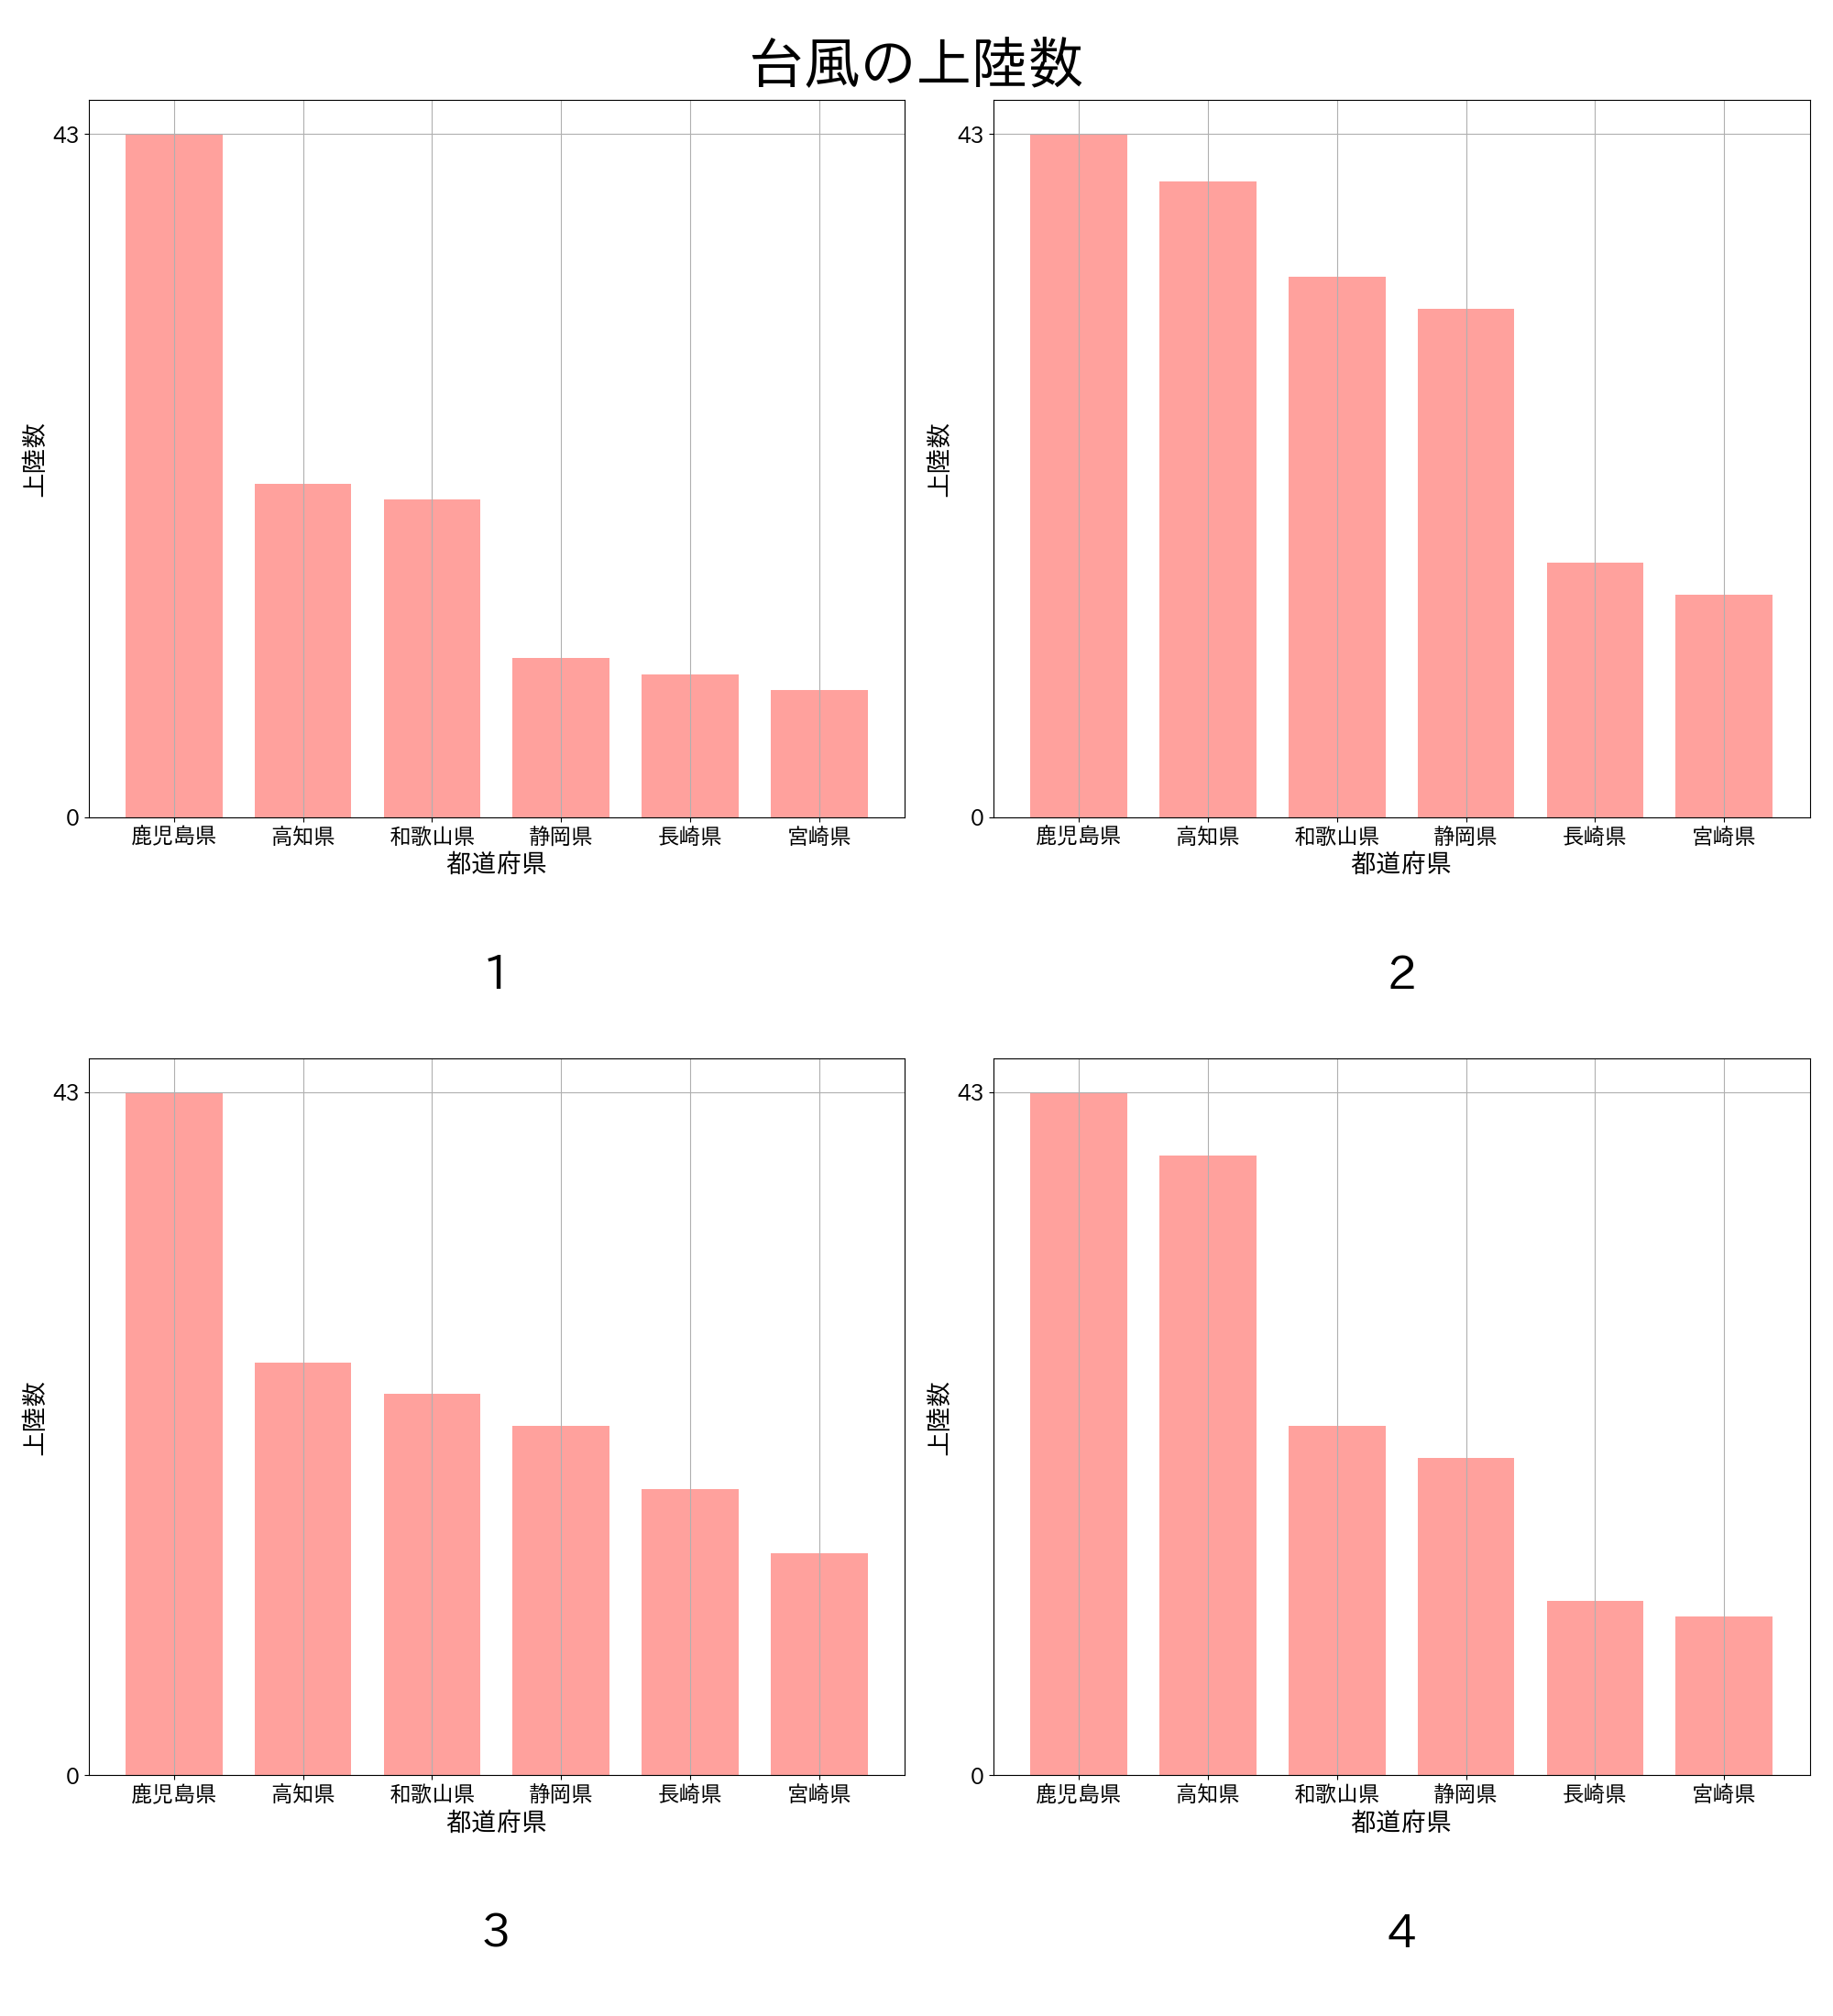 台風の上陸数
43
0
上陸数
鹿児島県 高知県 和歌山県 静岡県 長崎県 宮崎県
都道府県
1
43
0
上陸数
鹿児島県 高知県 和歌山県 静岡県 長崎県 宮崎県
都道府県
2
43
0
上陸数
鹿児島県 高知県 和歌山県 静岡県 長崎県 宮崎県
都道府県
3
43
0
上陸数
鹿児島県 高知県 和歌山県 静岡県 長崎県 宮崎県
都道府県
4